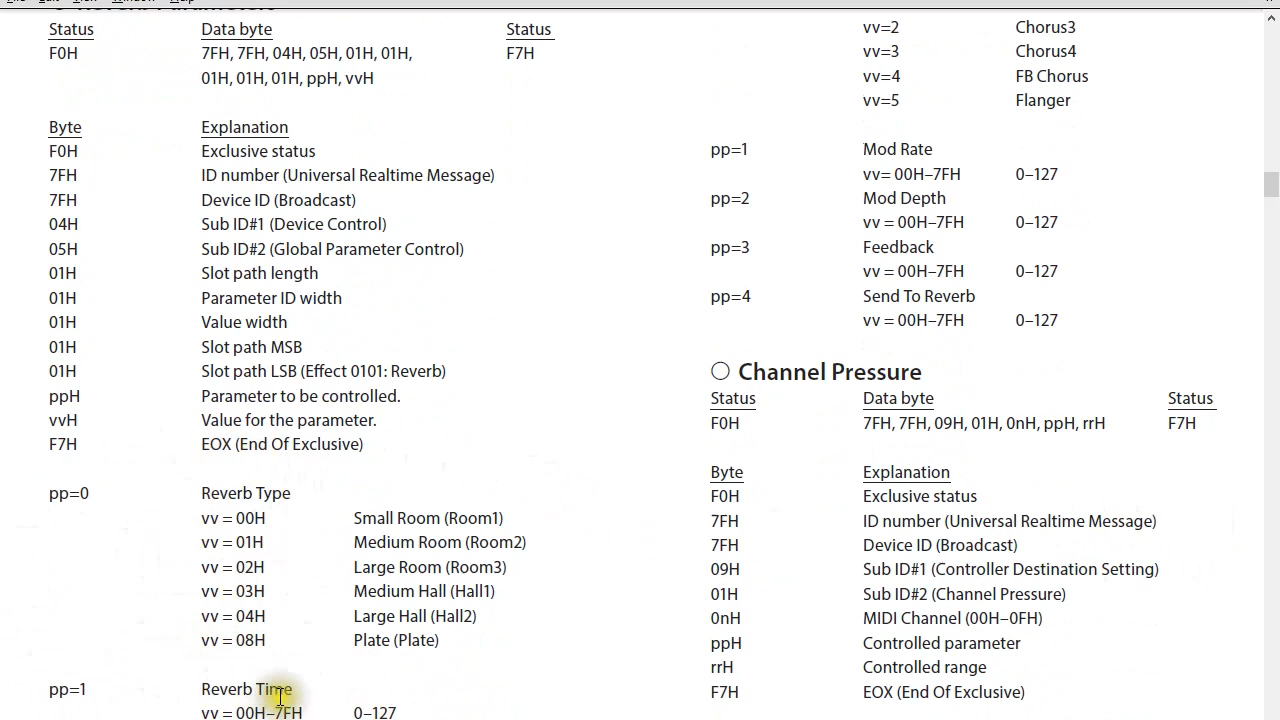 Status Data byte Status
F0H 7FH, 7FH, 04H, 05H, 01H, 01H, F7H
01H, 01H, 01H, ppH, vvH
Byte Explanation
F0H Exclusive status
7FH ID number (Universal Realtime Message)
7FH Device ID (Broadcast)
04H Sub ID#1 (Device Control)
05H Sub ID#2 (Global Parameter Control)
01H Slot path length
01H Parameter ID width
01H Value width
01H Slot path MSB
01H Slot path LSB (Effect 0101: Reverb)
ppH Parameter to be controlled.
vvH Value for the parameter.
F7H EOX (End Of Exclusive)
pp=0 Reverb Type
vv = 00H Small Room (Room1)
vv = 01H Medium Room (Room2)
vv = 02H Large Room (Room3)
vv = 03H Medium Hall (Hall1)
vv = 04H Large Hall (Hall2)
vv = 08H Plate (Plate)
pp=1 Reverb Time
vv = 00H–7FH 0–127
vv=2 Chorus3
vv=3 Chorus4
vv=4 FB Chorus
vv=5 Flanger
pp=1 Mod Rate
vv= 00H–7FH 0–127
pp=2 Mod Depth
vv = 00H–7FH 0–127
pp=3 Feedback
vv = 00H–7FH 0–127
pp=4 Send To Reverb
vv = 00H–7FH 0–127
○ Channel Pressure
Status Data byte Status
F0H 7FH, 7FH, 09H, 01H, 0nH, ppH, rrH F7H
Byte Explanation
F0H Exclusive status
7FH ID number (Universal Realtime Message)
7FH Device ID (Broadcast)
09H Sub ID#1 (Controller Destination Setting)
01H Sub ID#2 (Channel Pressure)
0nH MIDI Channel (00H–0FH)
ppH Controlled parameter
rrH Controlled range
F7H EOX (End Of Exclusive)